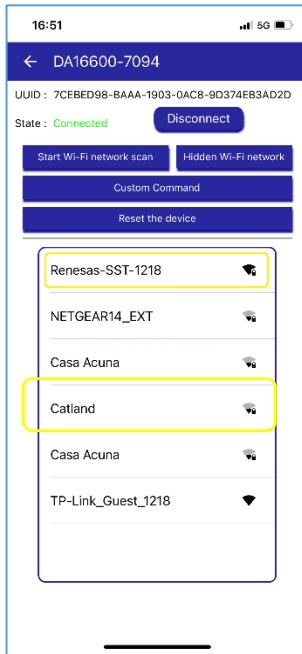 16:51 5G
← DA16600-7094
UUID : 7CEBED98-BAAA-1903-0AC8-9D374EB3AD2D
State : Connected Disconnect
Start Wi-Fi network scan Hidden Wi-Fi network
Custom Command
Reset the device
Renesas-SST-1218
NETGEAR14_EXT
Casa Acuna
Catland
Casa Acuna
TP-Link_Guest_1218